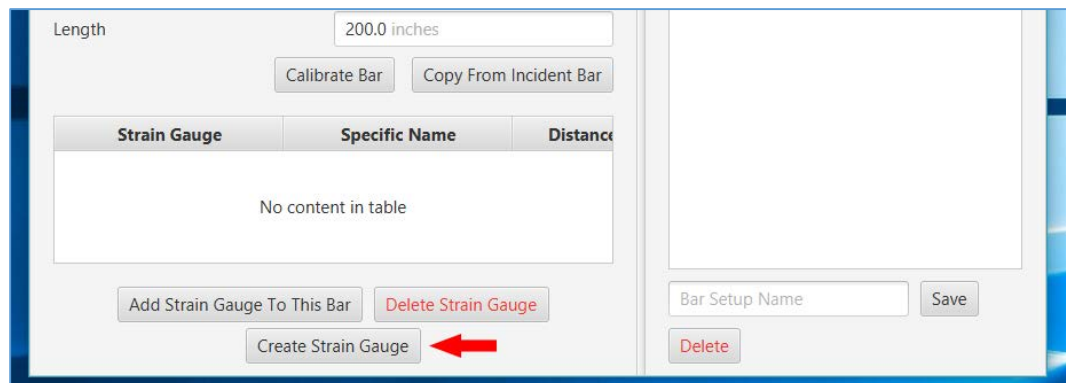 Length
200.0 inches
Calibrate Bar
Copy From Incident Bar
Strain Gauge
Specific Name
Distance
No content in table
Add Strain Gauge To This Bar
Delete Strain Gauge
Create Strain Gauge
Bar Setup Name
Save
Delete